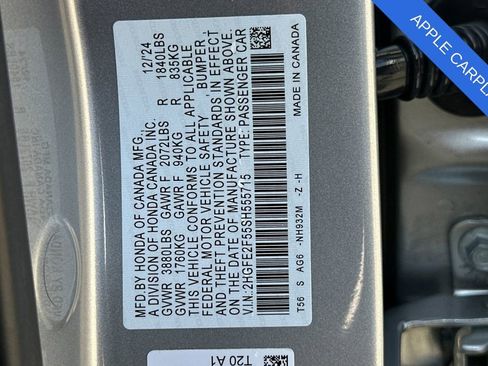 MFD.BY HONDA OF CANADA MFG., 12/24
A DIVISION OF HONDA CANADA INC.
GVWR 3880LBS GAWR F 2072LBS R 1840LBS
GVWR 1760KG GAWR F 940KG R 835KG
THIS VEHICLE CONFORMS TO ALL APPLICABLE
FEDERAL MOTOR VEHICLE SAFETY, BUMPER,
AND THEFT PREVENTION STANDARDS IN EFFECT
ON THE DATE OF MANUFACTURE SHOWN ABOVE.
V.I.N.:2HGFE2F55SH555715 TYPE: PASSENGER CAR
T56 S AG6 -NH932M -Z -H MADE IN CANADA
T20 A1
APPLE CARPL